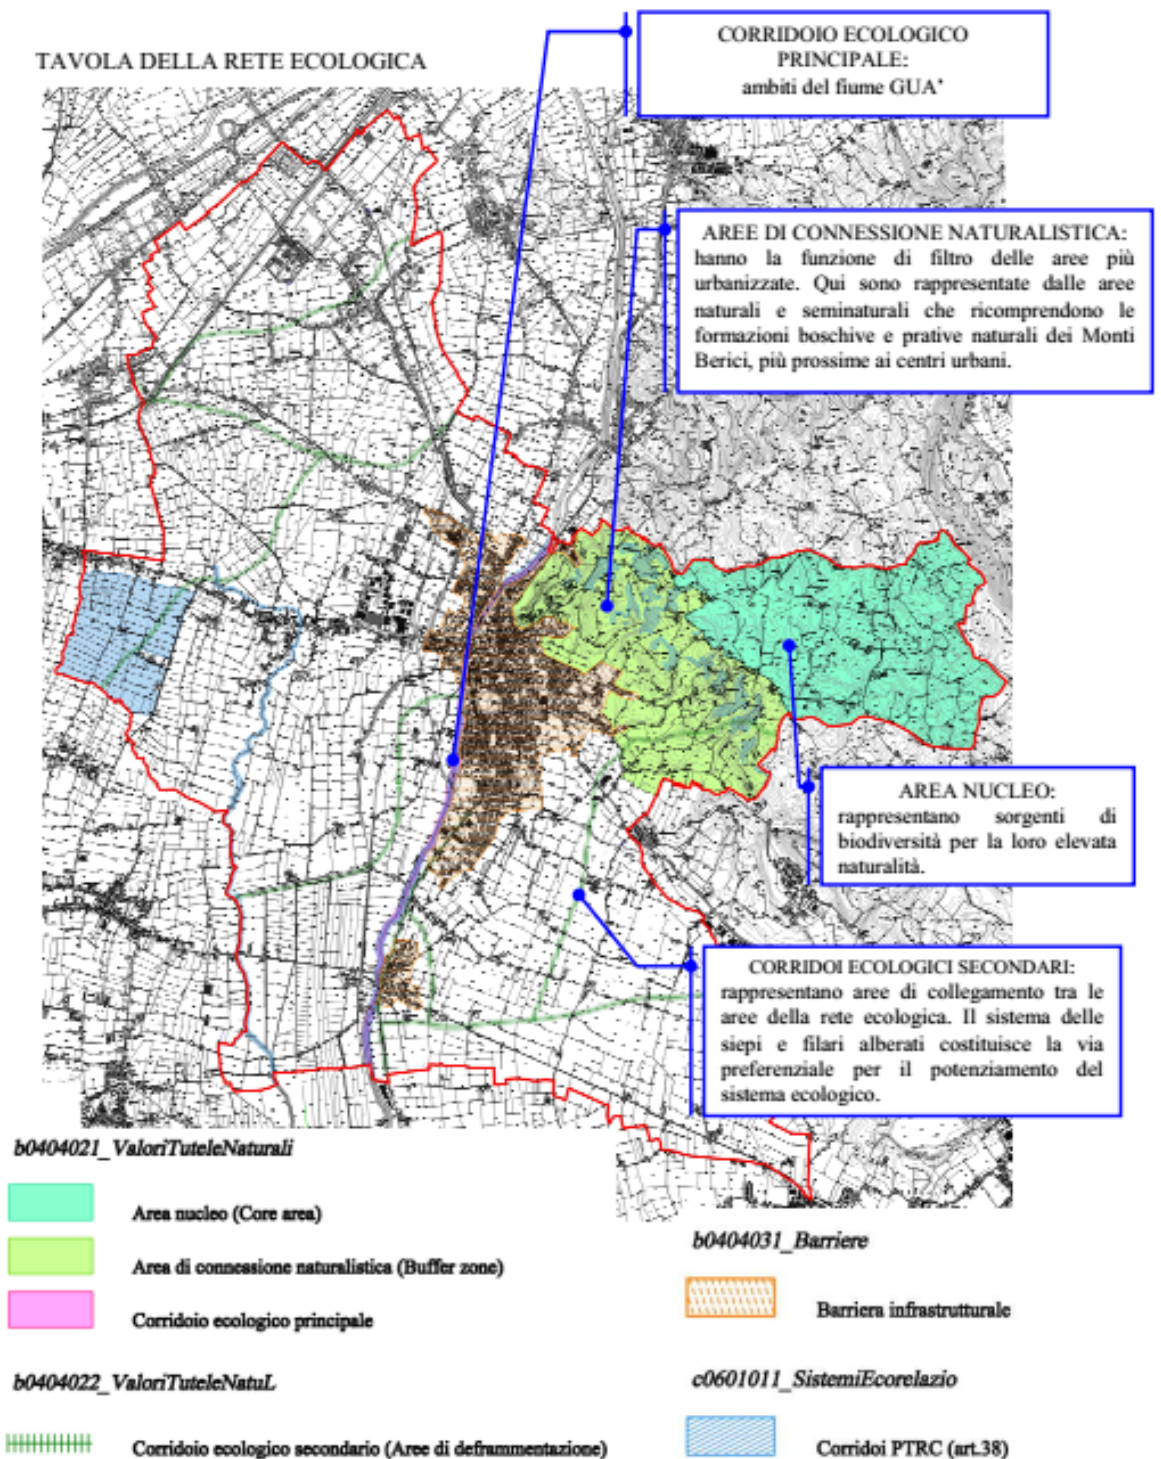 TAVOLA DELLA RETE ECOLOGICA
CORRIDOIO ECOLOGICO
PRINCIPALE:
ambiti del fiume GUA'
AREE DI CONNESSIONE NATURALISTICA:
hanno la funzione di filtro delle aree più
urbanizzate. Qui sono rappresentate dalle aree
naturali e seminaturali che ricomprendono le
formazioni boschive e prative naturali dei Monti
Berici, più prossime ai centri urbani.
AREA NUCLEO:
rappresentano sorgenti di
biodiversità per la loro elevata
naturalità.
CORRIDOI ECOLOGICI SECONDARI:
rappresentano aree di collegamento tra le
aree della rete ecologica. Il sistema delle
siepi e filari alberati costituisce la via
preferenziale per il potenziamento del
sistema ecologico.
b0404021_ValoriTuteleNaturali
Area nucleo (Core area)
Area di connessione naturalistica (Buffer zone)
Corridoio ecologico principale
b0404022_ValoriTuteleNatuL
Corridoio ecologico secondario (Aree di deframmentazione)
b0404031_Barriere
Barriera infrastrutturale
c0601011_SistemiEcorelazio
Corridoi PTRC (art.38)